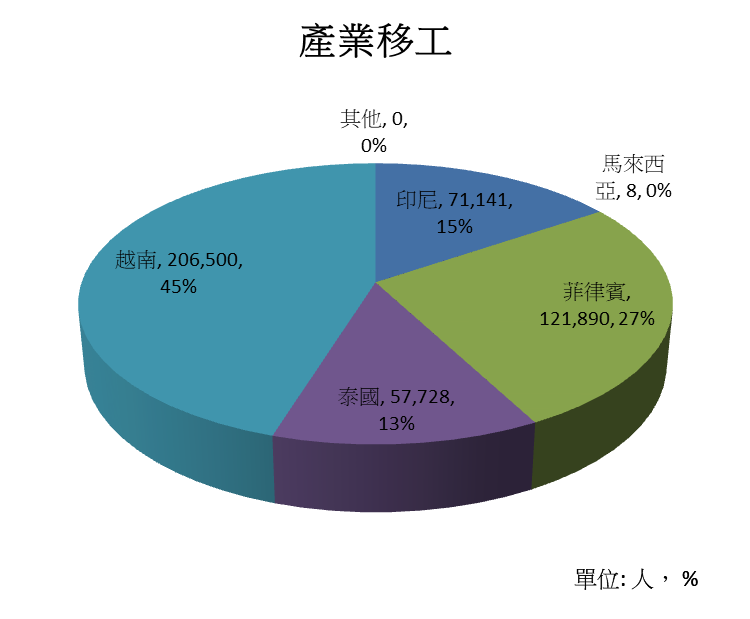 產業移工
其他, 0,
0%
馬來西
亞, 8, 0%
印尼, 71,141,
15%
越南, 206,500,
45%
菲律賓,
121,890, 27%
泰國, 57,728,
13%
單位: 人， %